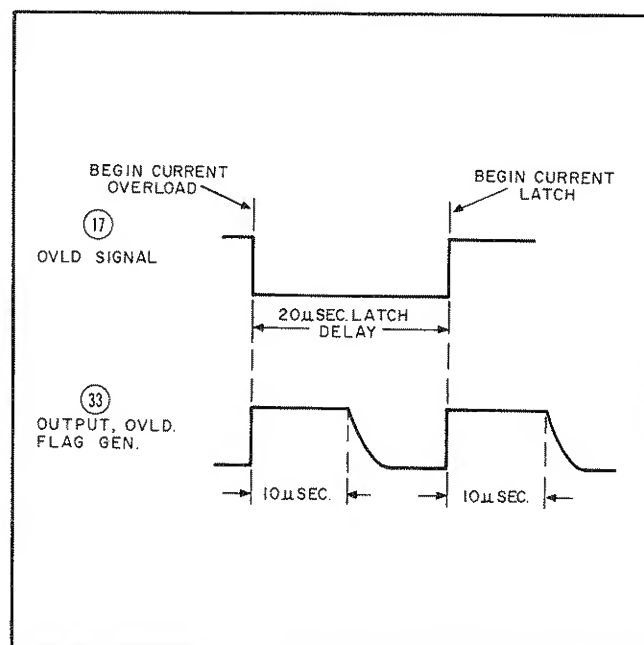 BEGIN CURRENT
OVERLOAD
BEGIN CURRENT
LATCH
17
OVLD SIGNAL
20µSEC. LATCH
DELAY
33
OUTPUT, OVLD.
FLAG GEN.
10µSEC.
10µSEC.